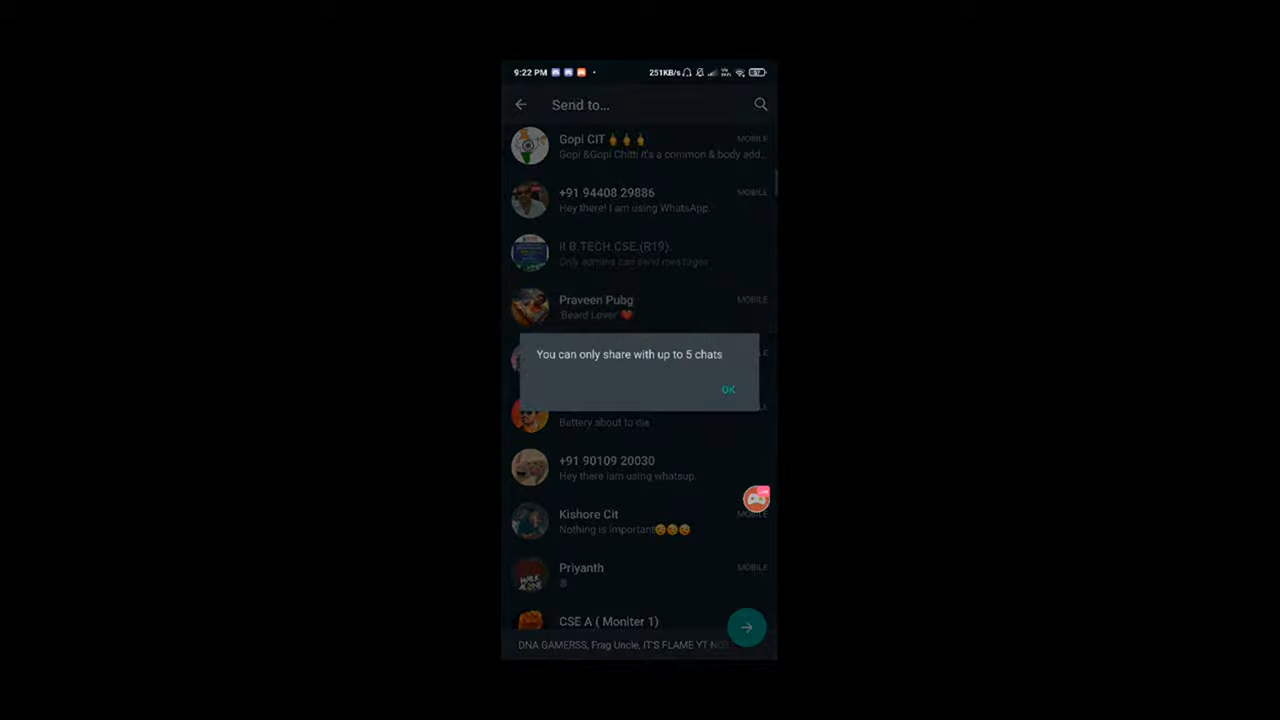 9:22 PM
251KB/s
Send to...
Gopi CIT 🖕🖕🖕
MOBILE
Gopi &Gopi Chitti It's a common & body add...
+91 94408 29886
MOBILE
Hey there! I am using WhatsApp.
II.B.TECH.CSE.(R19).
Only admins can send messages
Praveen Pubg
MOBILE
'Beard Lover' ❤️
You can only share with up to 5 chats
OK
Battery about to die
+91 90109 20030
Hey there iam using whatsup.
Kishore Cit
MOBILE
Nothing is important
Priyanth
MOBILE
WALK
ALONE
CSE A ( Moniter 1)
DNA GAMERSS, Frag Uncle, IT'S FLAME YT